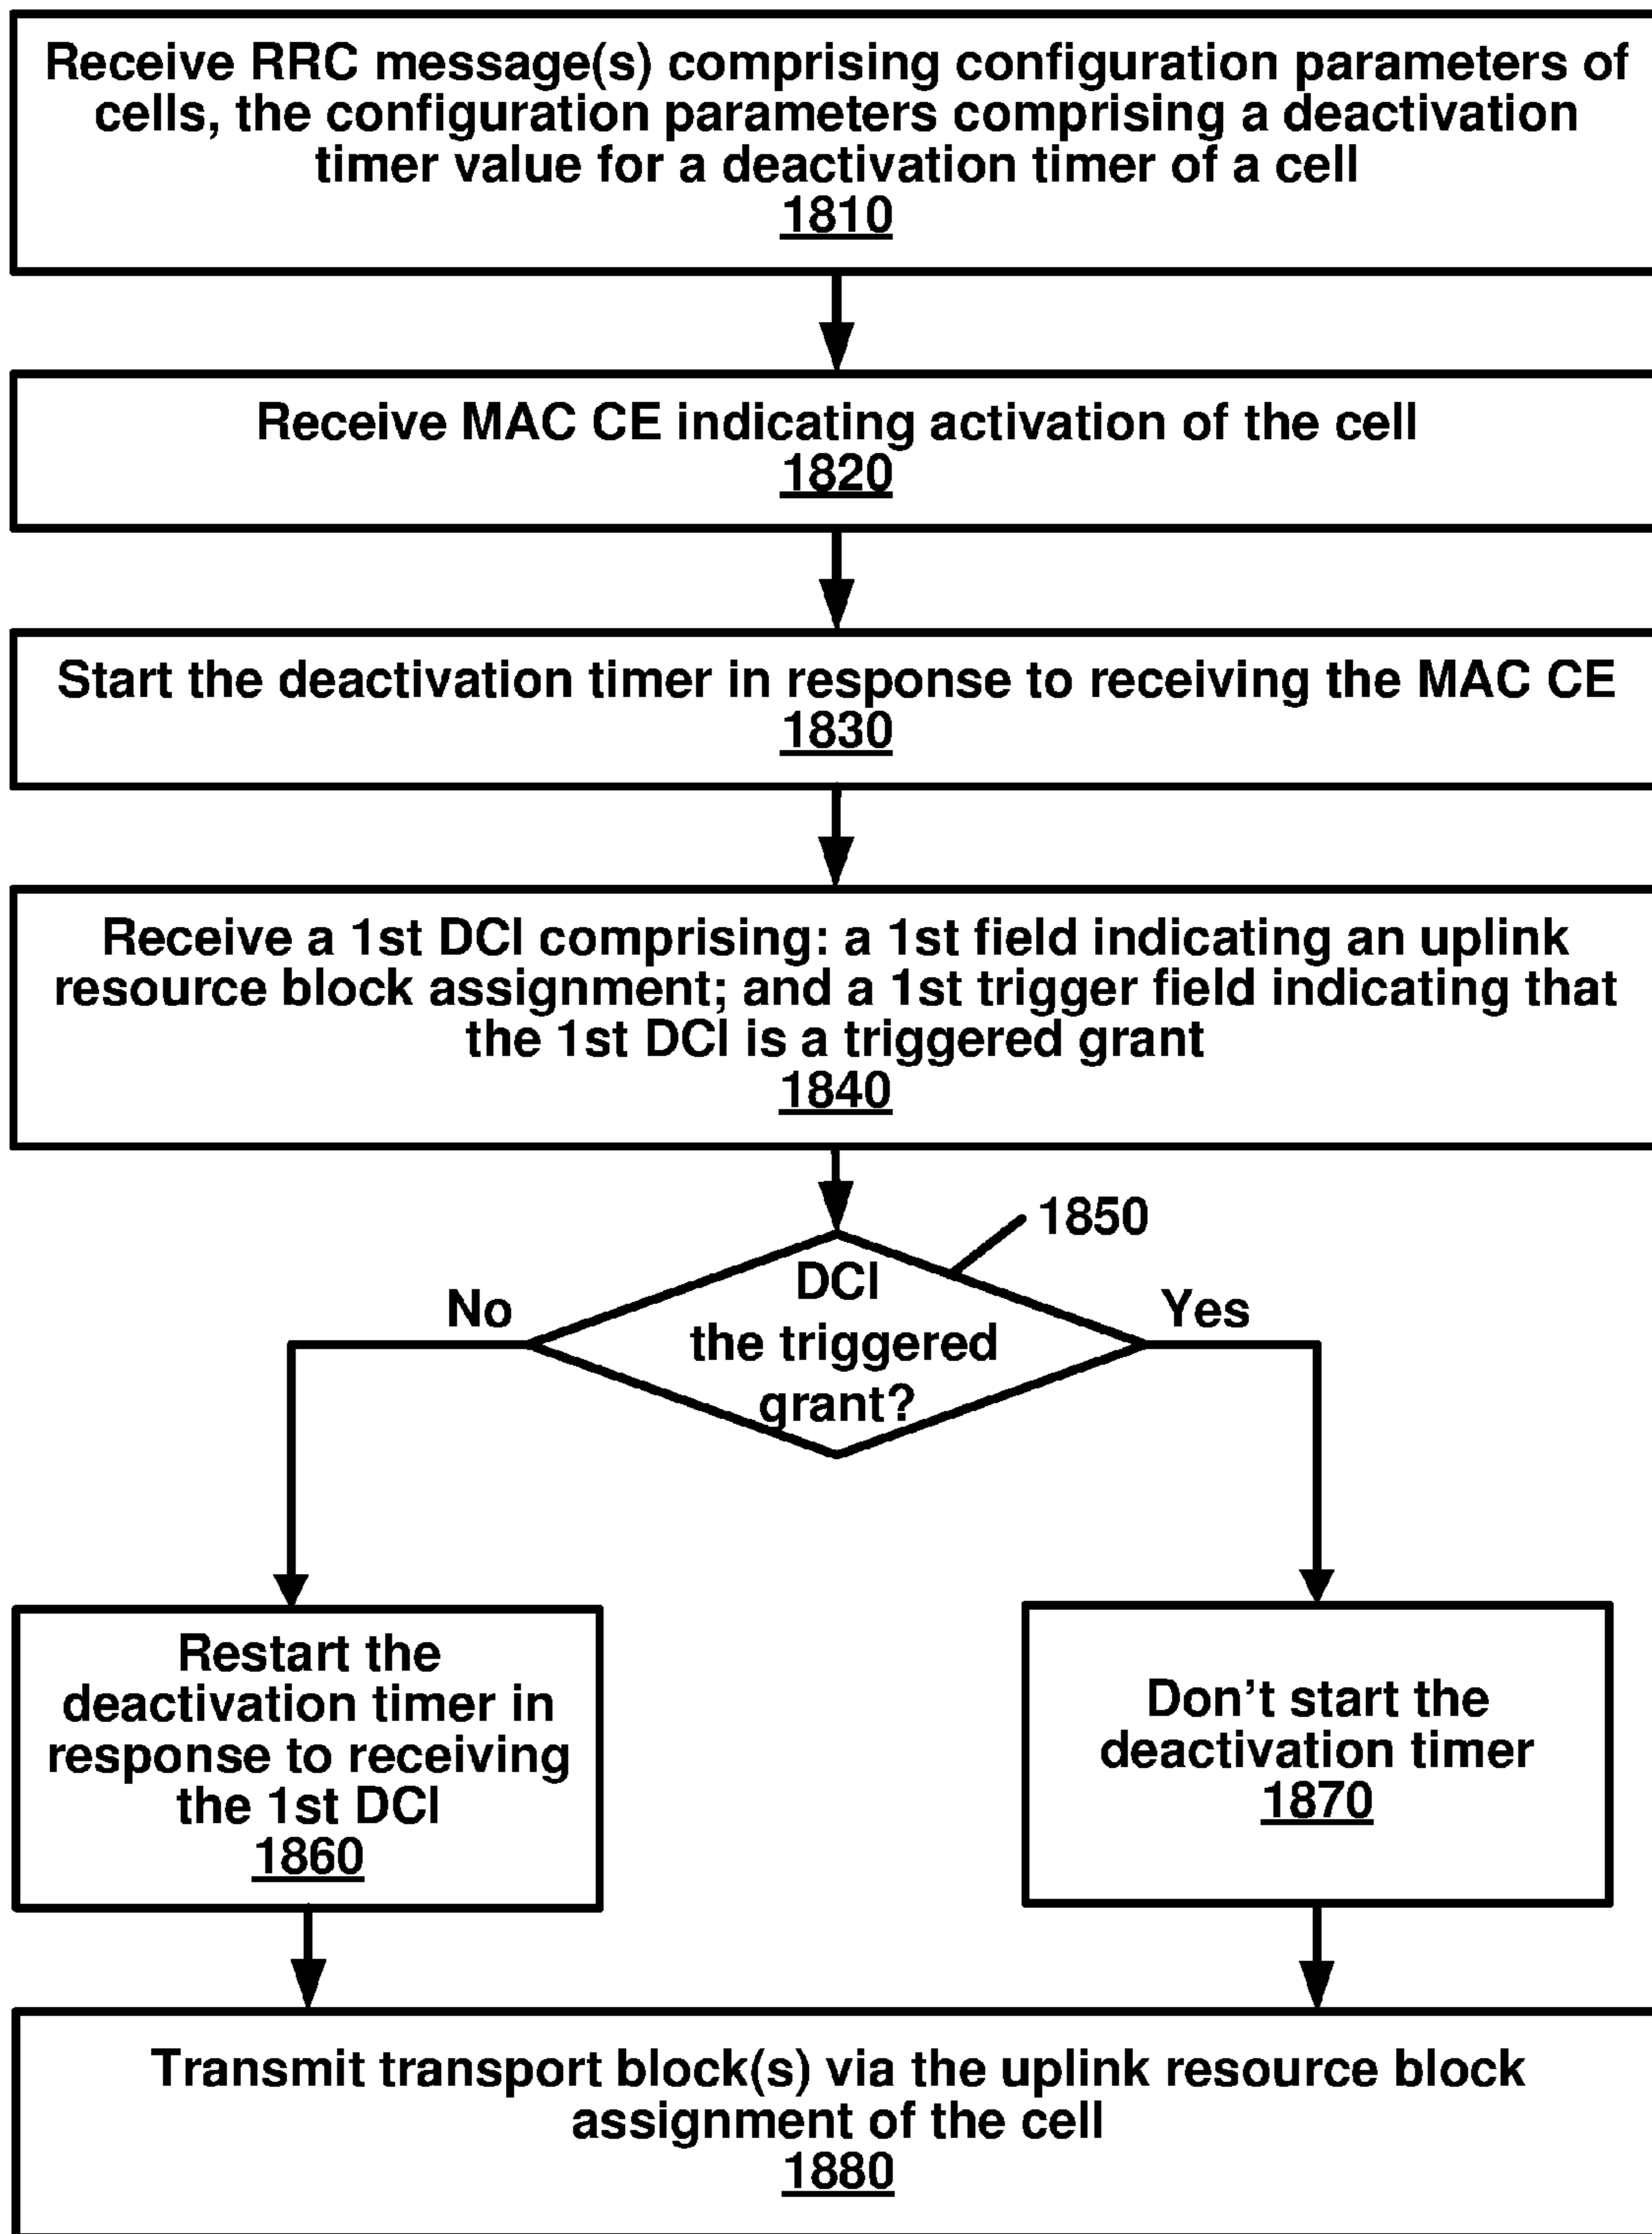 Receive RRC message(s) comprising configuration parameters of
cells, the configuration parameters comprising a deactivation
timer value for a deactivation timer of a cell
1810
Receive MAC CE indicating activation of the cell
1820
Start the deactivation timer in response to receiving the MAC CE
1830
Receive a 1st DCI comprising: a 1st field indicating an uplink
resource block assignment; and a 1st trigger field indicating that
the 1st DCI is a triggered grant
1840
1850
DCI
the triggered
grant?
No
Yes
Restart the
deactivation timer in
response to receiving
the 1st DCI
1860
Don't start the
deactivation timer
1870
Transmit transport block(s) via the uplink resource block
assignment of the cell
1880